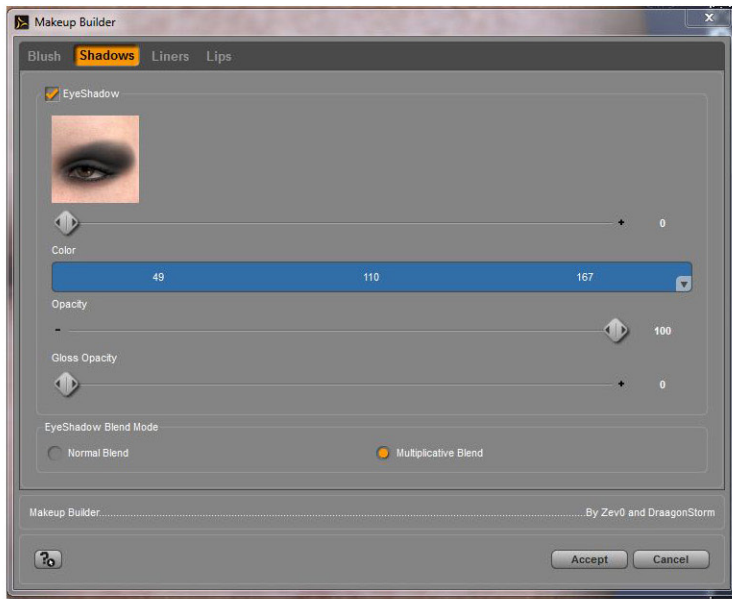 Makeup Builder
x
Blush Shadows Liners Lips
EyeShadow
+ 0
Color
49 110 167
Opacity
- 100
Gloss Opacity
+ 0
EyeShadow Blend Mode
Normal Blend Multiplicative Blend
Makeup Builder.....By Zev0 and DraagonStorm
? Accept Cancel